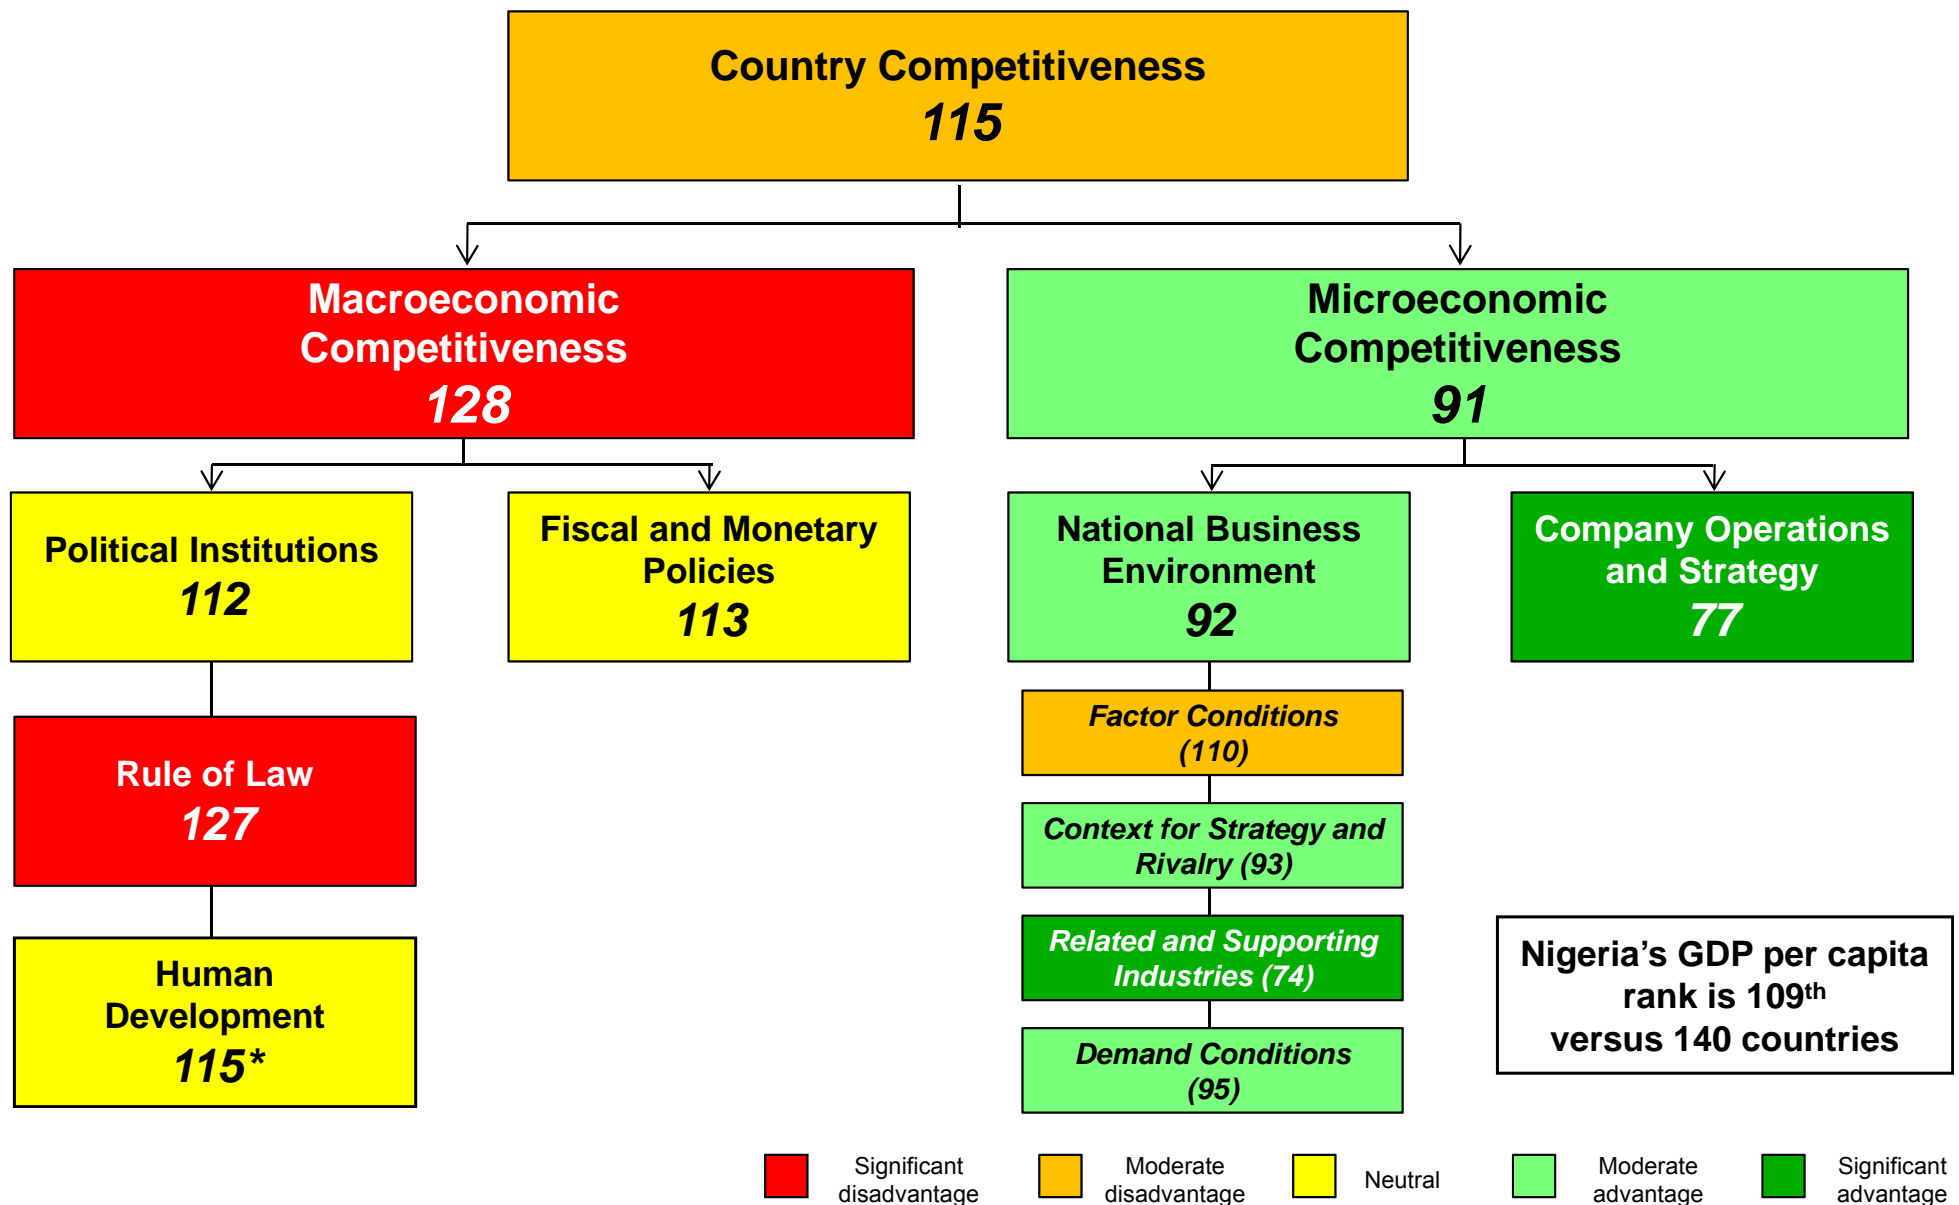 Country Competitiveness
115
Macroeconomic
Competitiveness
128
Microeconomic
Competitiveness
91
Political Institutions
112
Fiscal and Monetary
Policies
113
National Business
Environment
92
Company Operations
and Strategy
77
Rule of Law
127
Human
Development
115*
Factor Conditions
(110)
Context for Strategy and
Rivalry (93)
Related and Supporting
Industries (74)
Demand Conditions
(95)
Nigeria’s GDP per capita
rank is 109th
versus 140 countries
Significant
disadvantage
Moderate
disadvantage
Neutral
Moderate
advantage
Significant
advantage